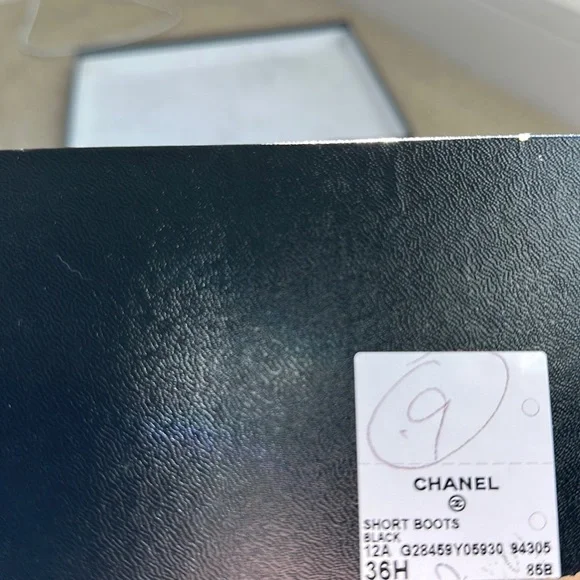 .9
CHANEL
SHORT BOOTS
BLACK
12A G28459Y05930 94305
36H 85B